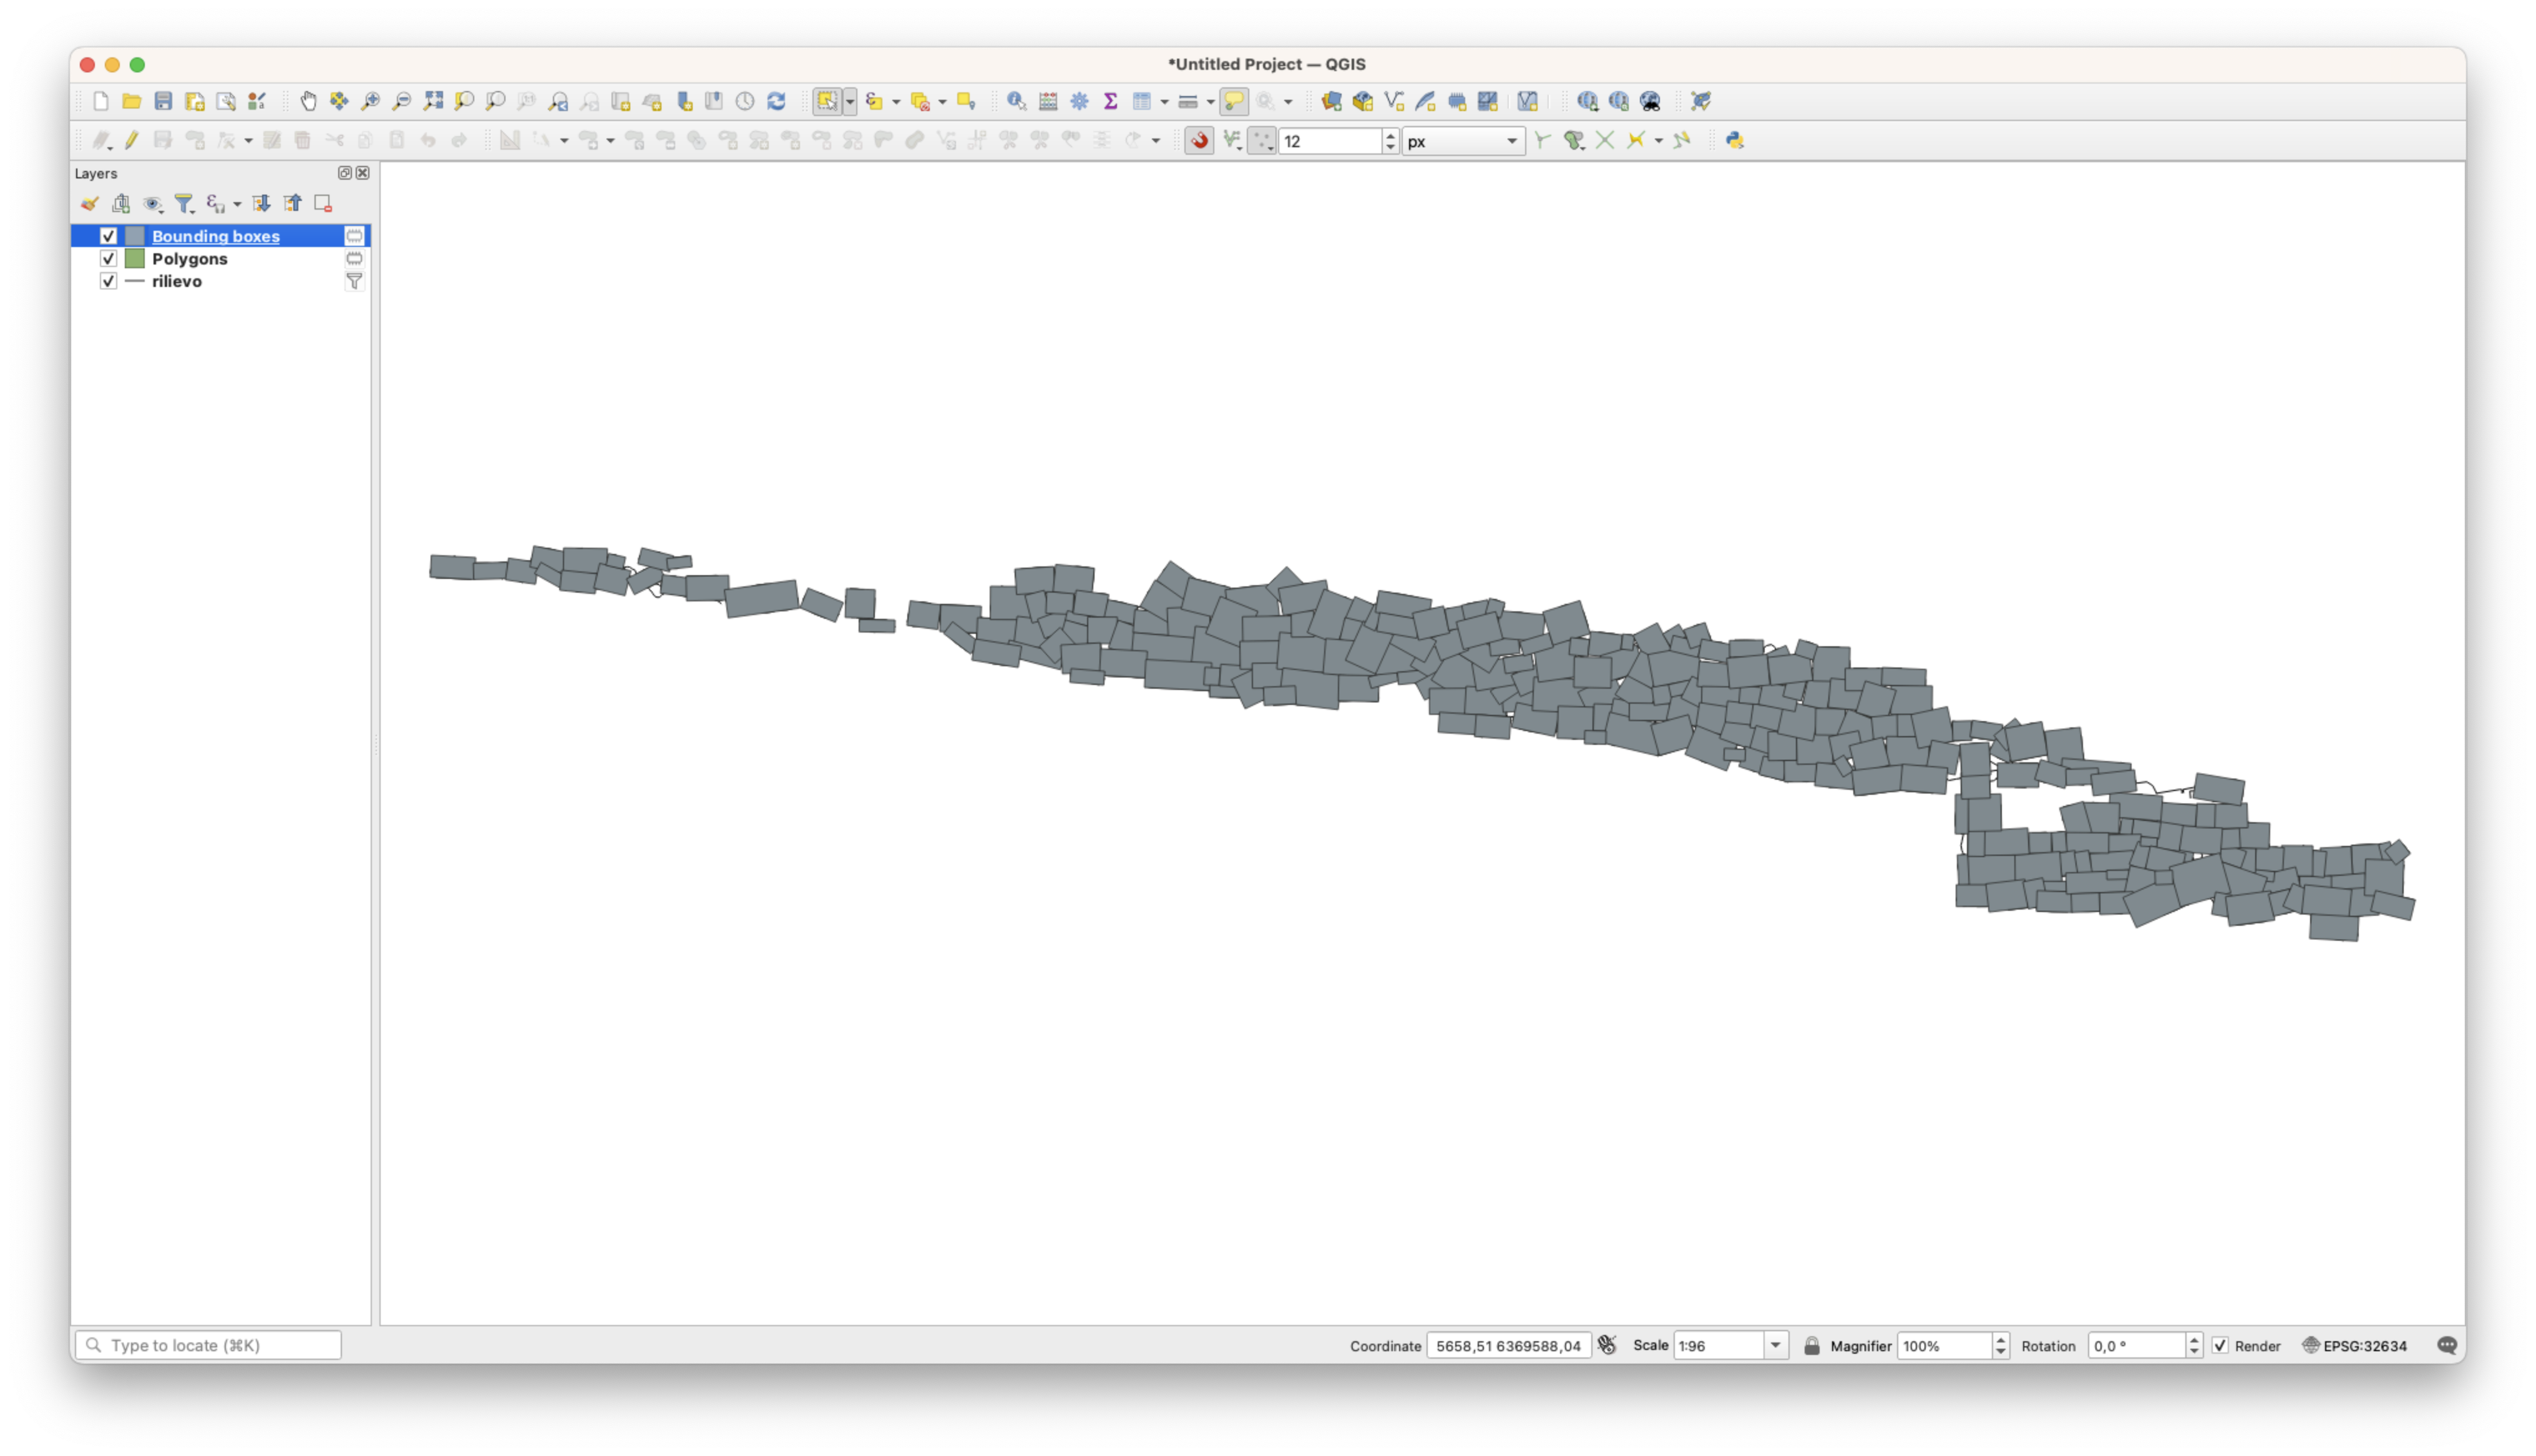 *Untitled Project — QGIS
12
px
Layers
Bounding boxes
Polygons
rilievo
Type to locate (⌘K)
Coordinate 5658,51 6369588,04 Scale 1:96 Magnifier 100% Rotation 0,0 ° Render EPSG:32634